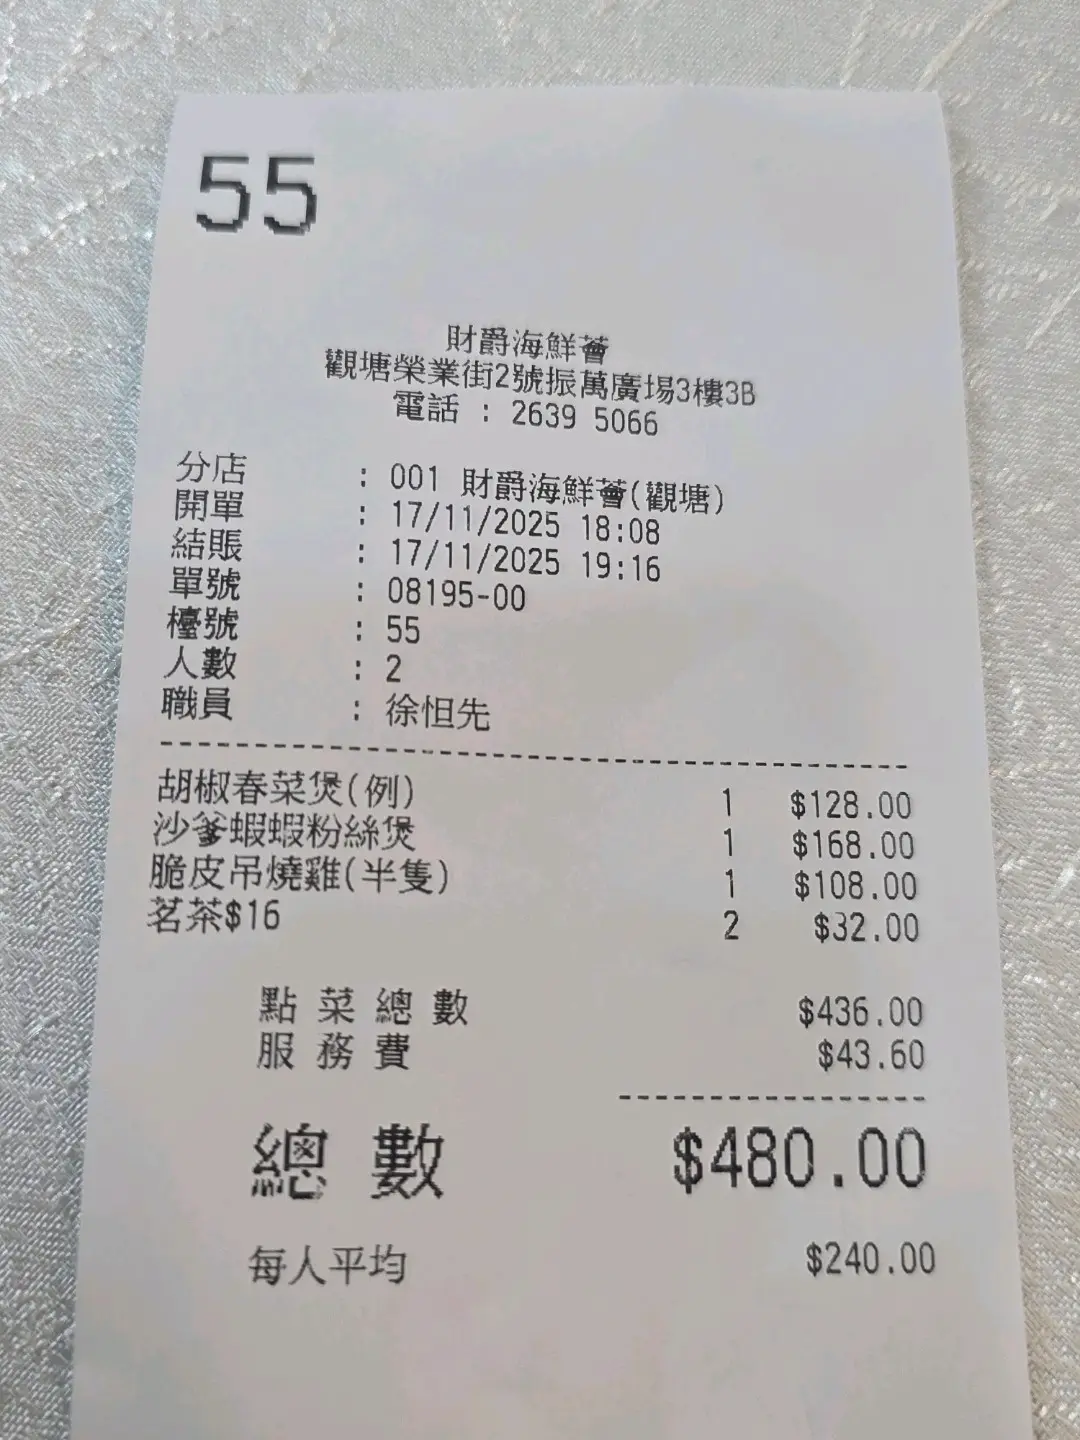 55
財爵海鮮薈
觀塘榮業街2號振萬廣場3樓3B
電話 : 2639 5066
分店 : 001 財爵海鮮薈(觀塘)
開單 : 17/11/2025 18:08
結賬 : 17/11/2025 19:16
單號 : 08195-00
檯號 : 55
人數 : 2
職員 : 徐怛先
胡椒春菜煲(例) 1 $128.00
沙爹蝦蝦粉絲煲 1 $168.00
脆皮吊燒雞(半隻) 1 $108.00
茗茶$16 2 $32.00
點菜總數 $436.00
服務費 $43.60
總數 $480.00
每人平均 $240.00